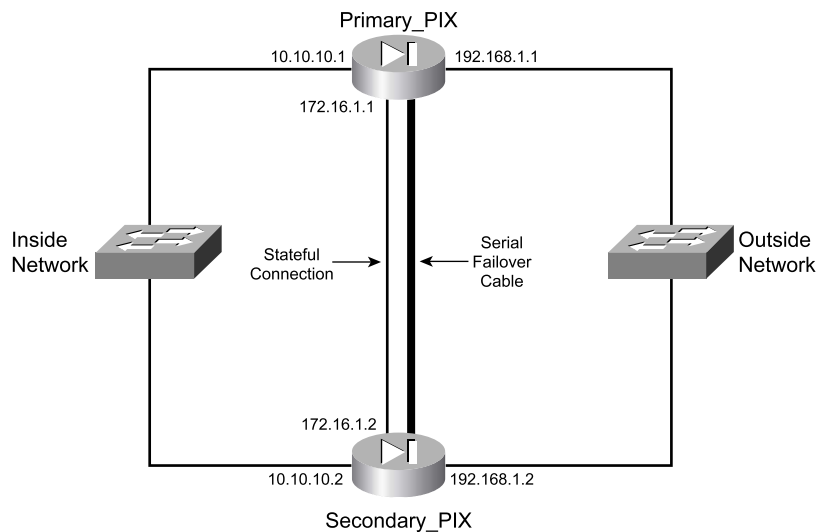 Primary_PIX
10.10.10.1
192.168.1.1
172.16.1.1
Inside
Network
Stateful
Connection
Serial
Failover
Cable
Outside
Network
172.16.1.2
10.10.10.2
192.168.1.2
Secondary_PIX